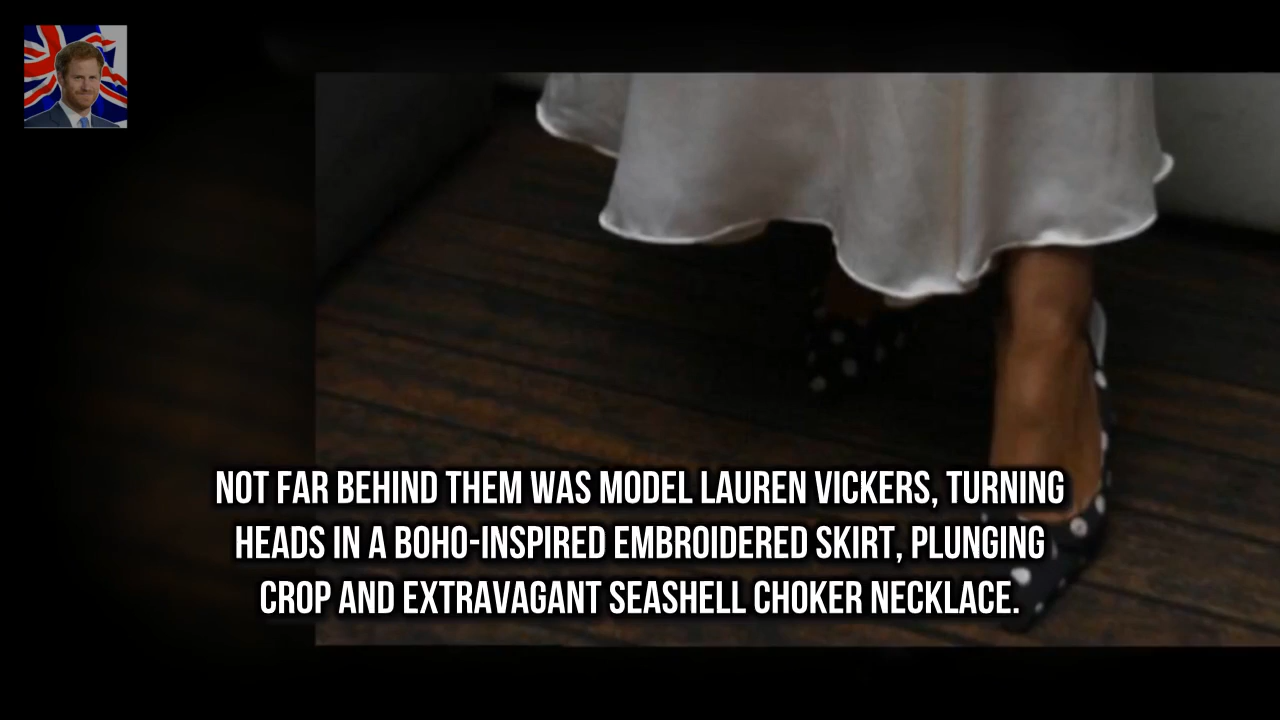 NOT FAR BEHIND THEM WAS MODEL LAUREN VICKERS, TURNING
HEADS IN A BOHO-INSPIRED EMBROIDERED SKIRT, PLUNGING
CROP AND EXTRAVAGANT SEASHELL CHOKER NECKLACE.